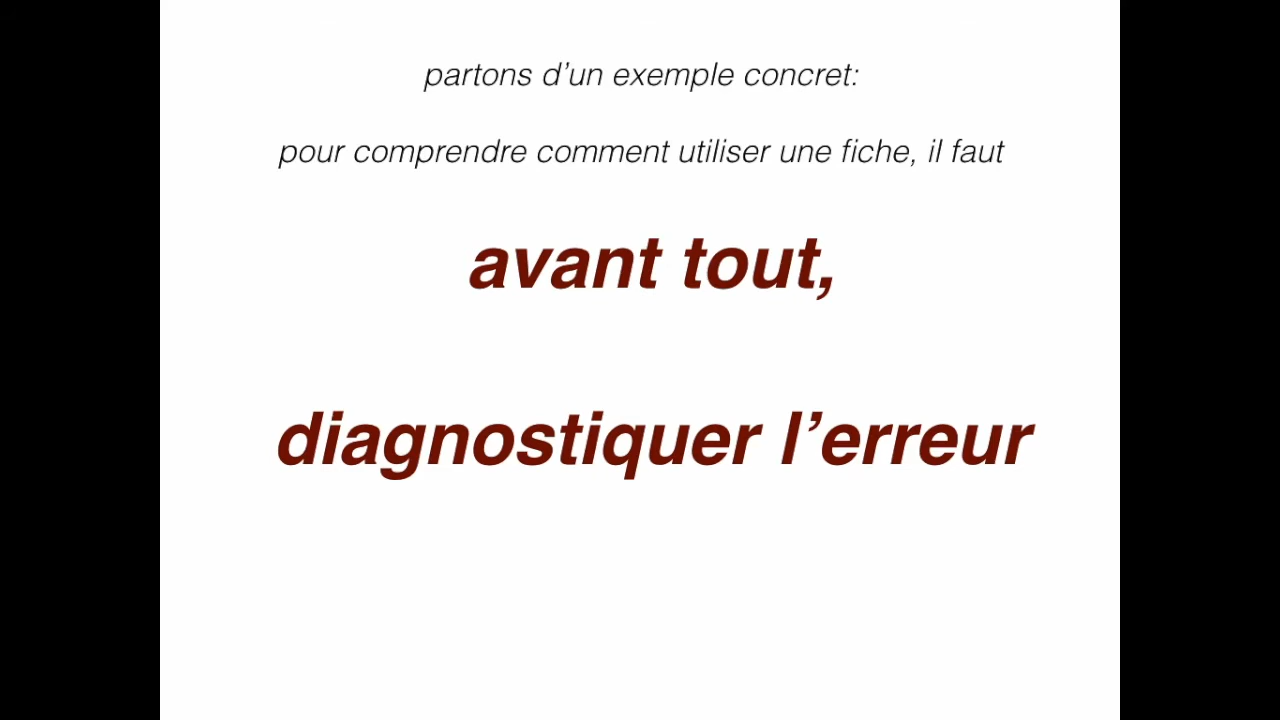 partons d’un exemple concret:
pour comprendre comment utiliser une fiche, il faut
avant tout,
diagnostiquer l’erreur